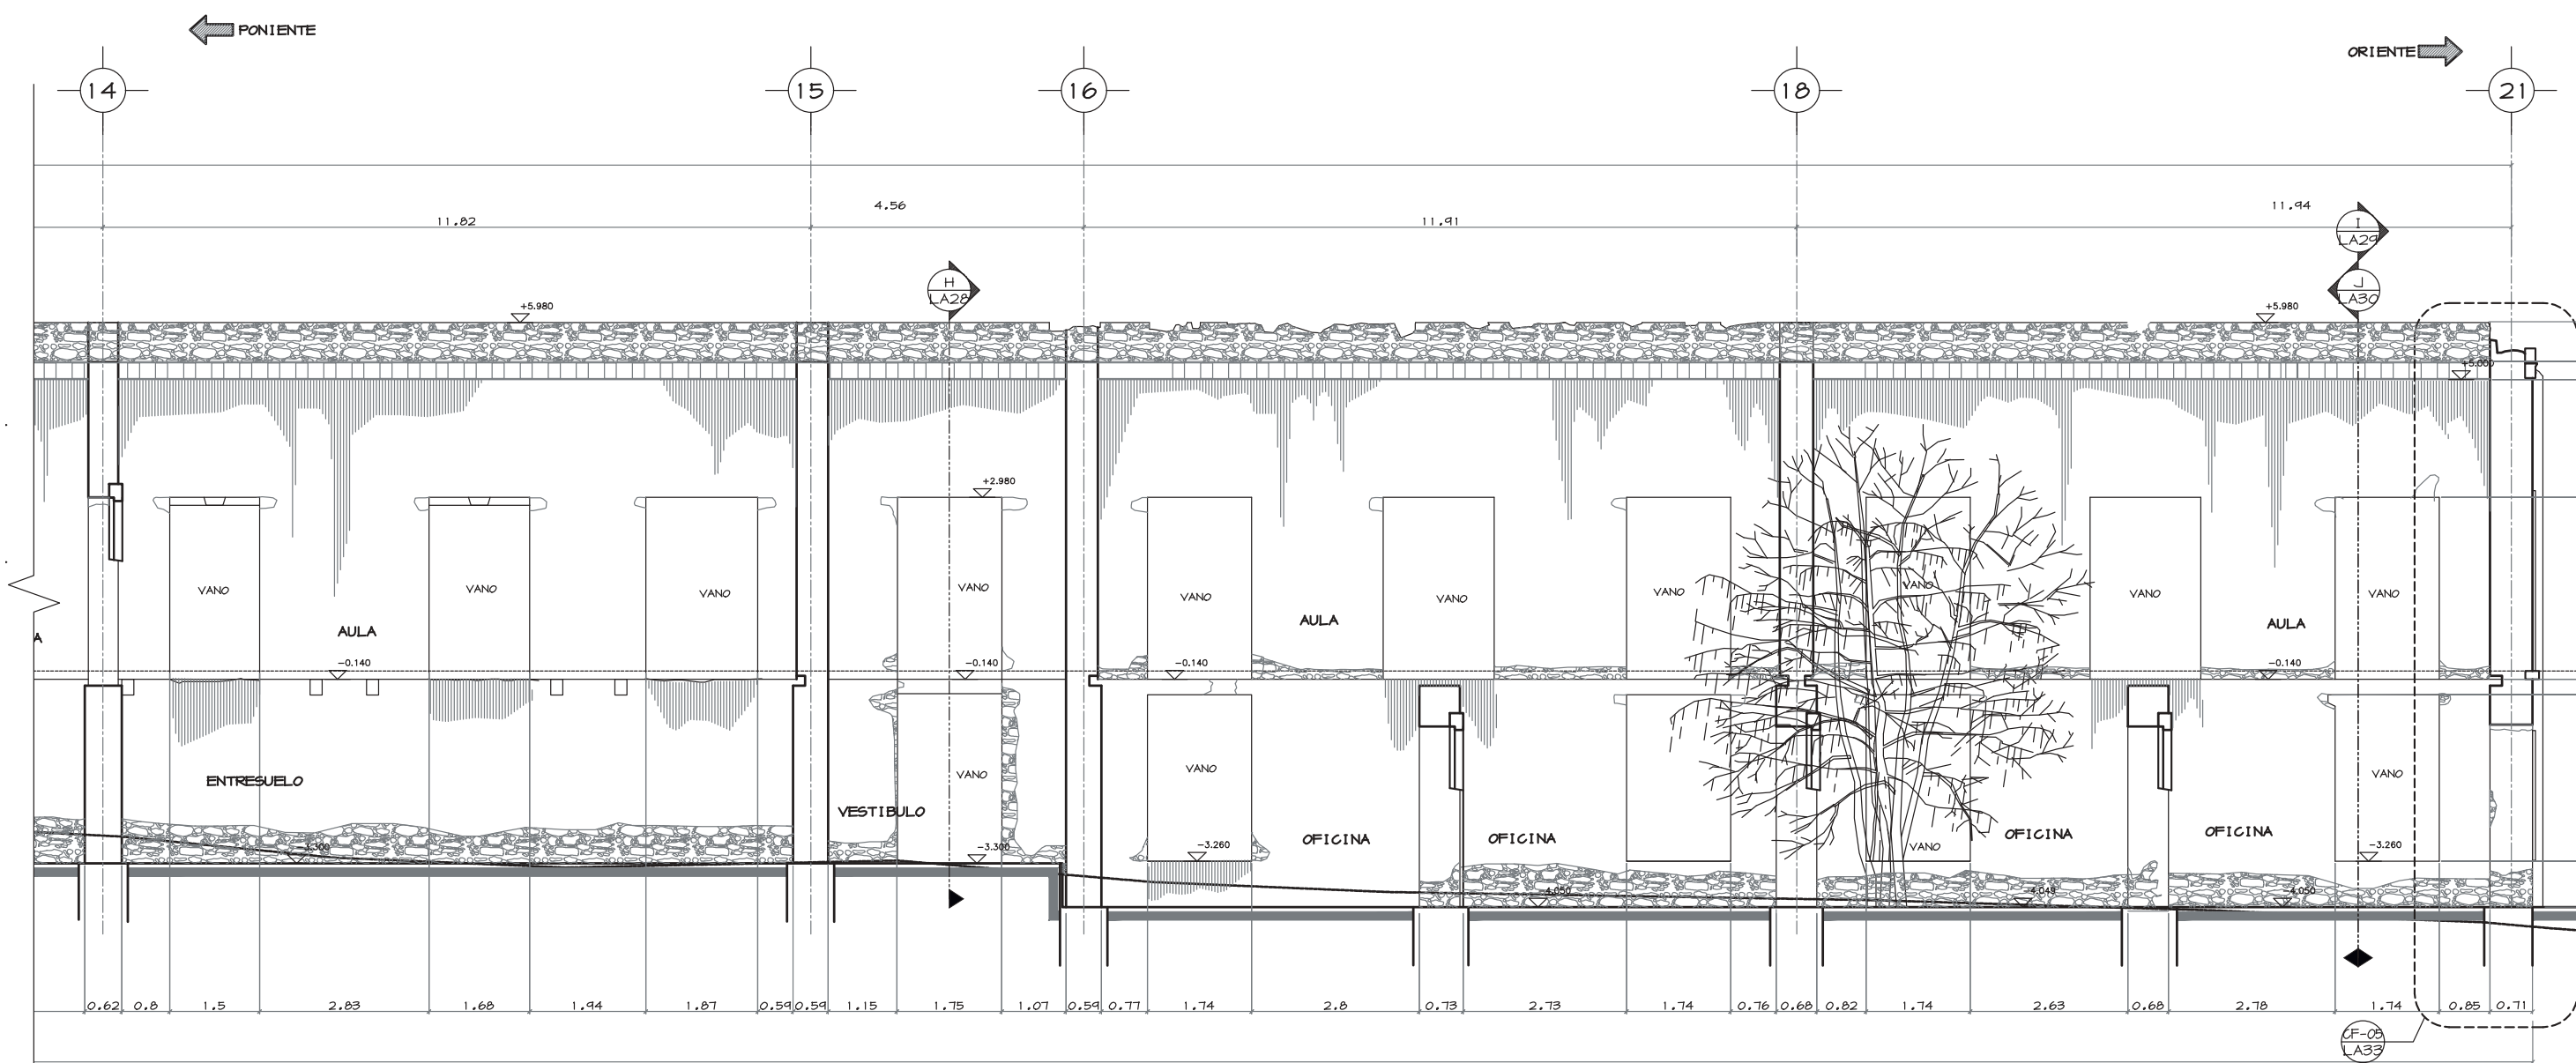 PONIENTE
ORIENTE
14
15
16
18
21
4.56
11.94
11.82
11.91
I
LA29
H
LA28
J
LA30
+5.980
+5.980
+5.000
+2.980
VANO
VANO
VANO
VANO
VANO
VANO
VANO
VANO
VANO
VANO
A
AULA
AULA
AULA
-0.140
-0.140
-0.140
-0.140
VANO
VANO
VANO
ENTRESUELO
VESTIBULO
OFICINA
OFICINA
OFICINA
OFICINA
VANO
-3.300
-3.300
-3.260
-3.260
-4.050
-4.049
-4.050
0.62 0.8 1.5 2.83 1.68 1.94 1.87 0.59 0.59 1.15 1.75 1.07 0.59 0.77 1.74 2.8 0.73 2.73 1.74 0.76 0.68 0.82 1.74 2.63 0.68 2.78 1.74 0.85 0.71
CF-05
LA33